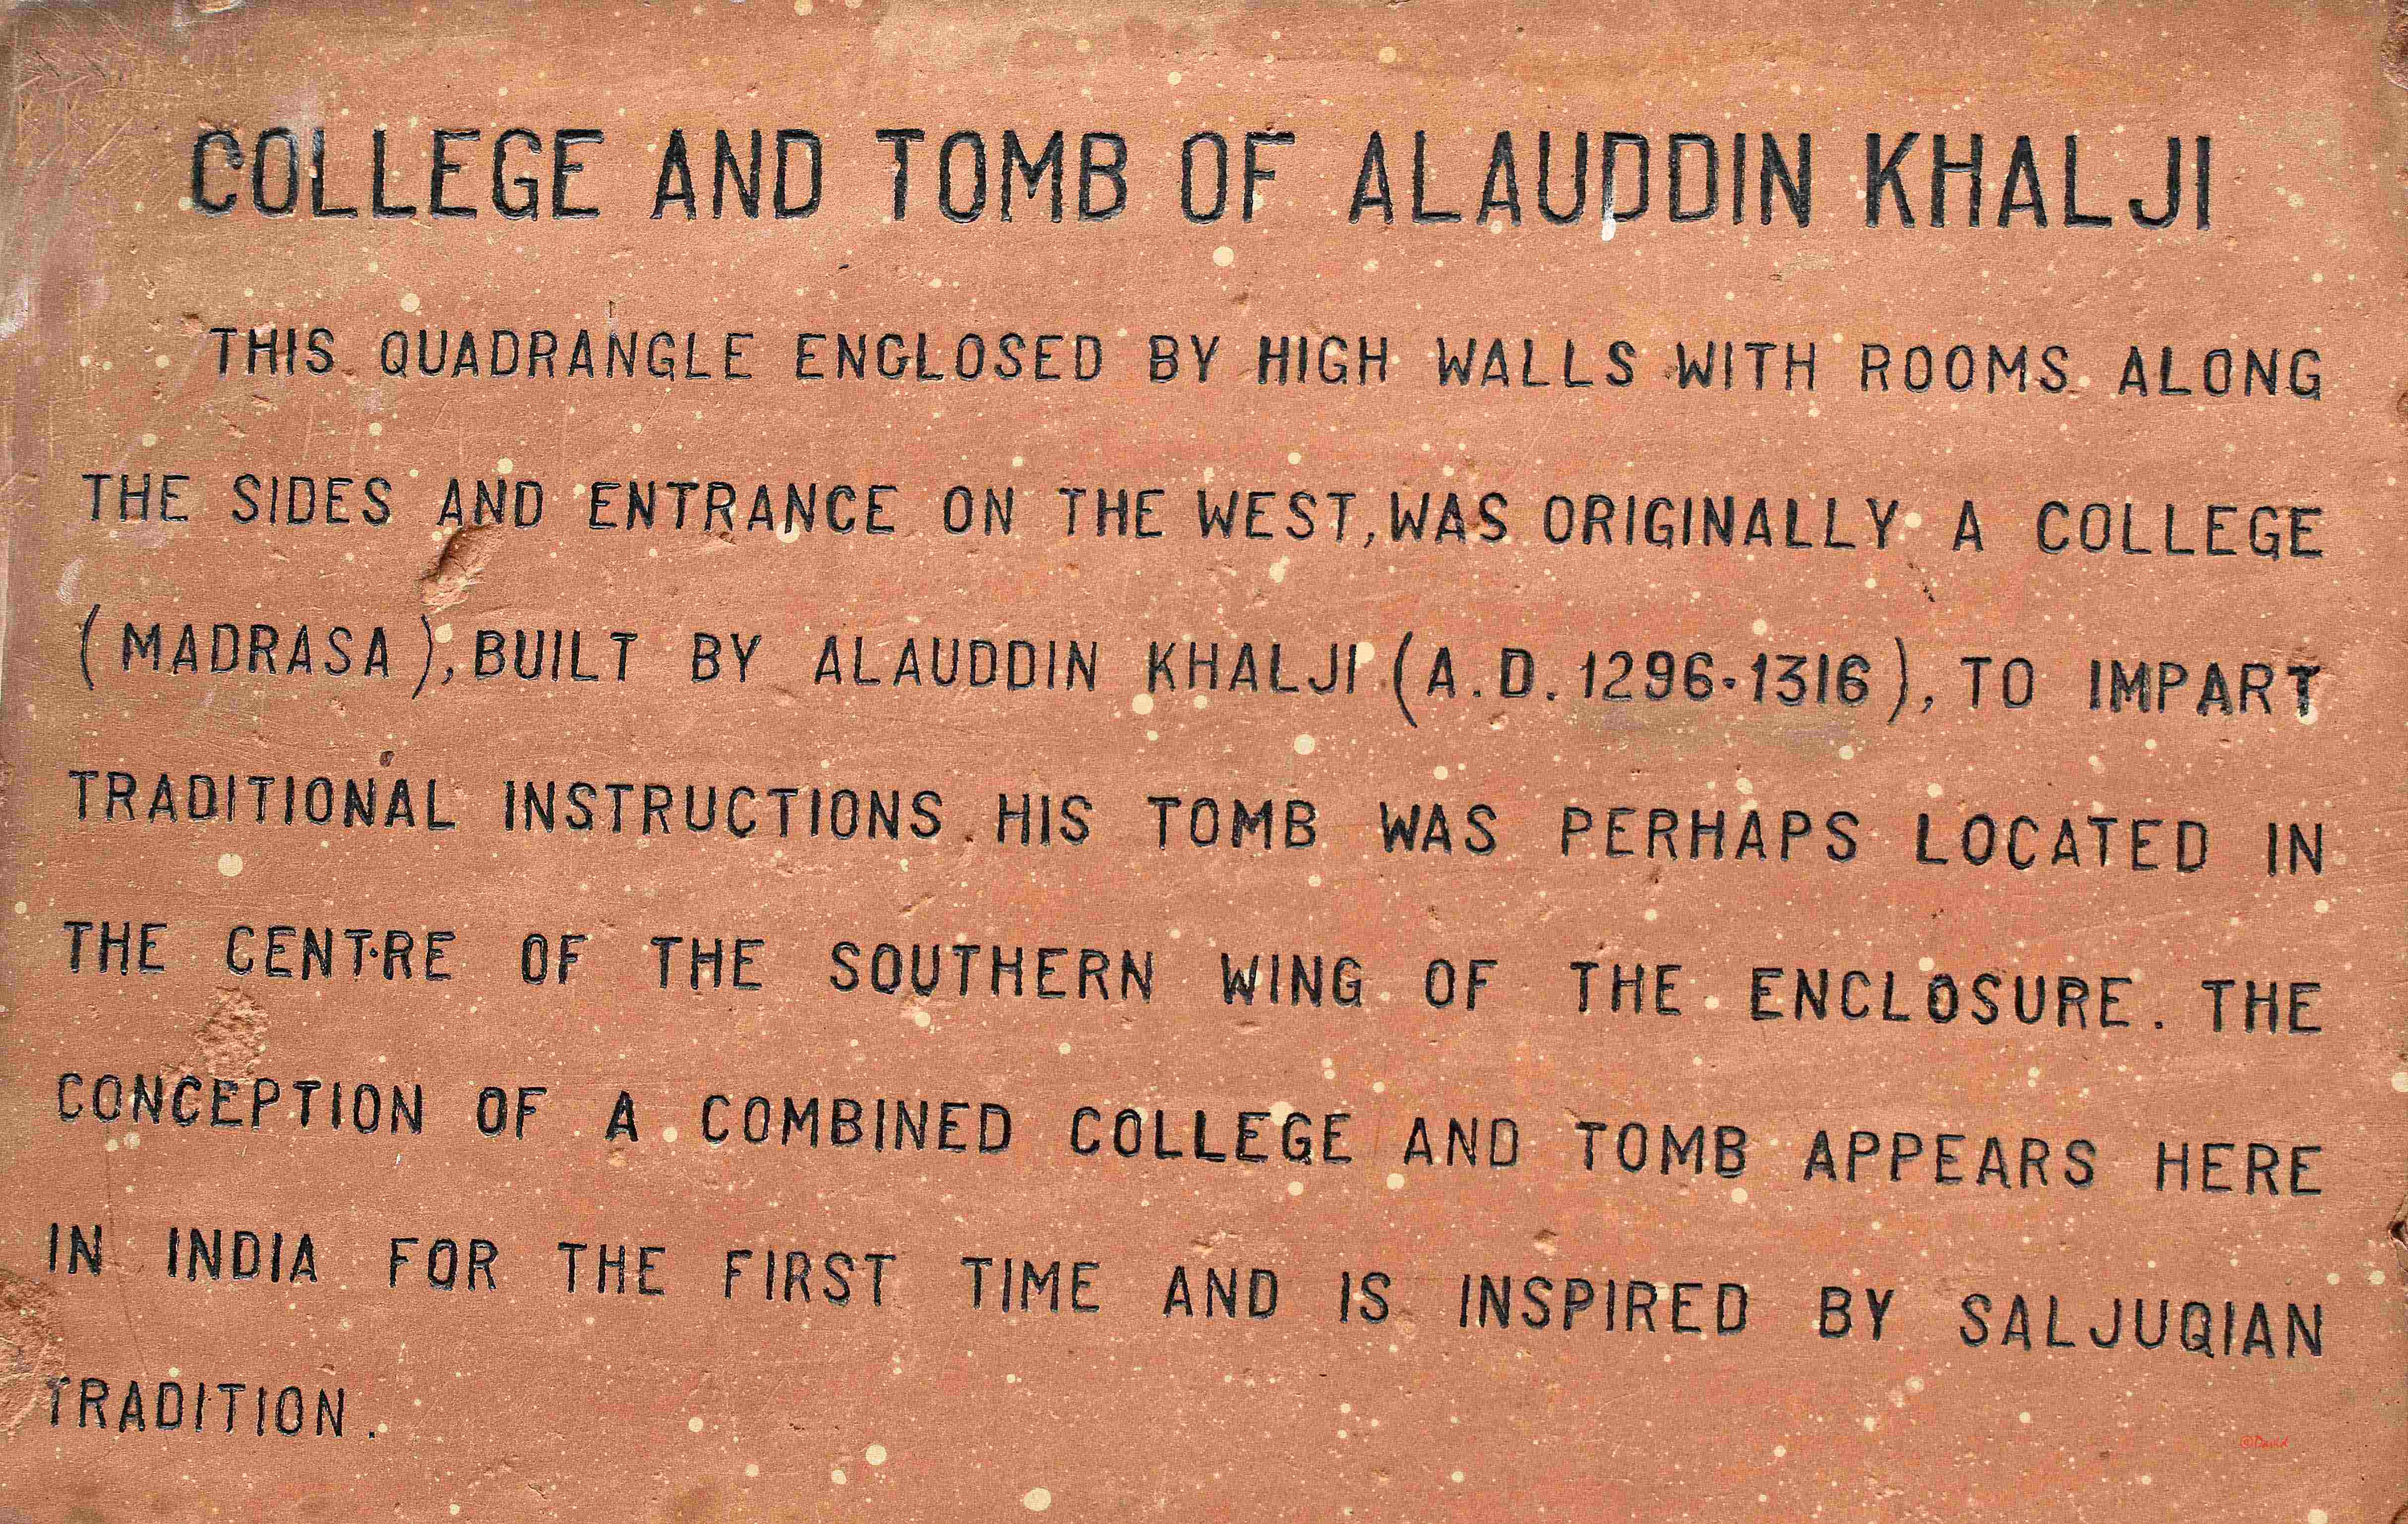 COLLEGE AND TOMB OF ALAUDDIN KHALJI
THIS QUADRANGLE ENCLOSED BY HIGH WALLS WITH ROOMS ALONG
THE SIDES AND ENTRANCE ON THE WEST, WAS ORIGINALLY A COLLEGE
(MADRASA), BUILT BY ALAUDDIN KHALJI (A.D. 1296-1316), TO IMPART
TRADITIONAL INSTRUCTIONS. HIS TOMB WAS PERHAPS LOCATED IN
THE CENTRE OF THE SOUTHERN WING OF THE ENCLOSURE. THE
CONCEPTION OF A COMBINED COLLEGE AND TOMB APPEARS HERE
IN INDIA FOR THE FIRST TIME AND IS INSPIRED BY SALJUQIAN
TRADITION.
©David